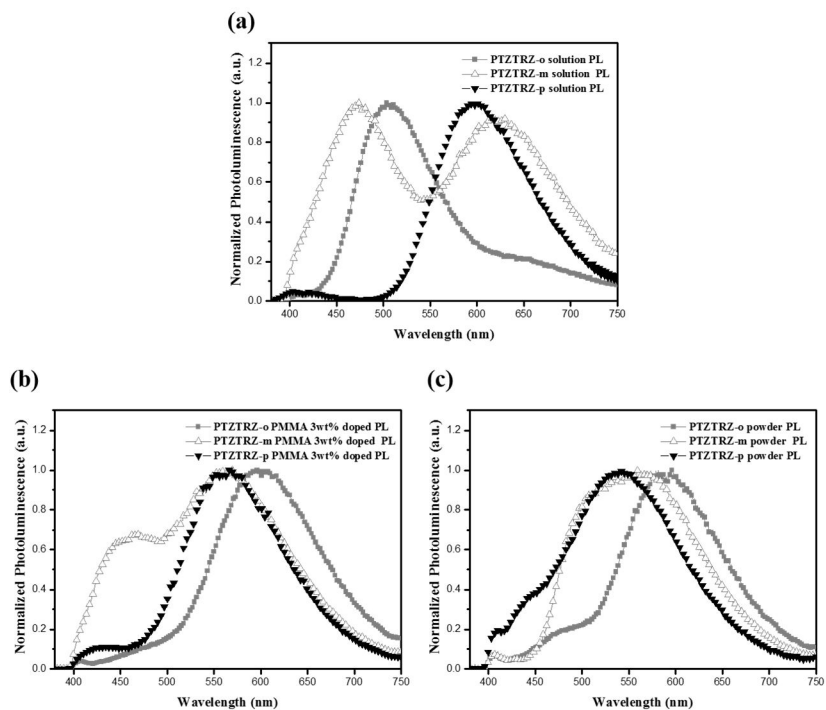 (a)
Normalized Photoluminescence (a.u.)
1.2
1.0
0.8
0.6
0.4
0.2
0.0
PTZTRZ-o solution PL
PTZTRZ-m solution PL
PTZTRZ-p solution PL
400 450 500 550 600 650 700 750
Wavelength (nm)
(b)
Normalized Photoluminescence (a.u.)
1.2
1.0
0.8
0.6
0.4
0.2
0.0
PTZTRZ-o PMMA 3wt% doped PL
PTZTRZ-m PMMA 3wt% doped PL
PTZTRZ-p PMMA 3wt% doped PL
400 450 500 550 600 650 700 750
Wavelength (nm)
(c)
Normalized Photoluminescence (a.u.)
1.2
1.0
0.8
0.6
0.4
0.2
0.0
PTZTRZ-o powder PL
PTZTRZ-m powder PL
PTZTRZ-p powder PL
400 450 500 550 600 650 700 750
Wavelength (nm)